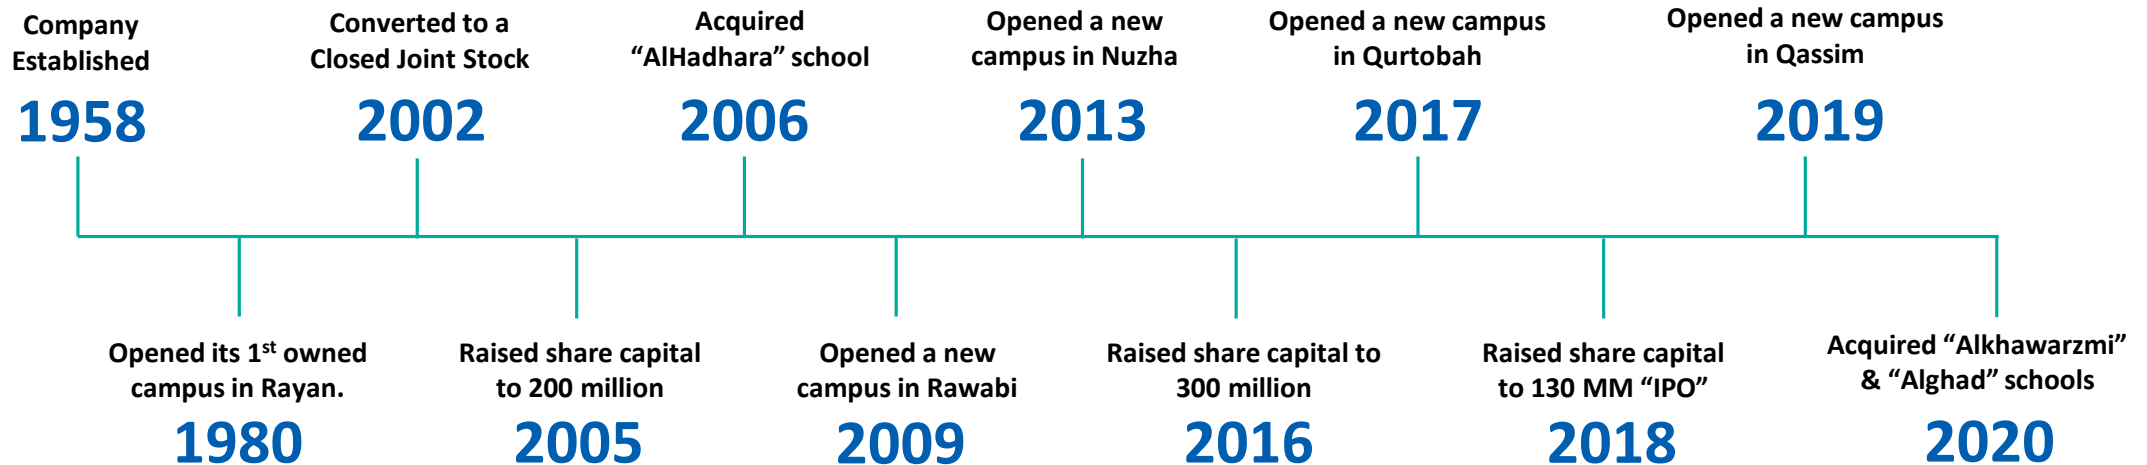 Company
Established
1958
Converted to a
Closed Joint Stock
2002
Acquired
“AlHadhara” school
2006
Opened a new
campus in Nuzha
2013
Opened a new campus
in Qurtobah
2017
Opened a new campus
in Qassim
2019
Opened its 1st owned
campus in Rayan.
1980
Raised share capital
to 200 million
2005
Opened a new
campus in Rawabi
2009
Raised share capital to
300 million
2016
Raised share capital
to 130 MM “IPO”
2018
Acquired “Alkhawarzmi”
& “Alghad” schools
2020